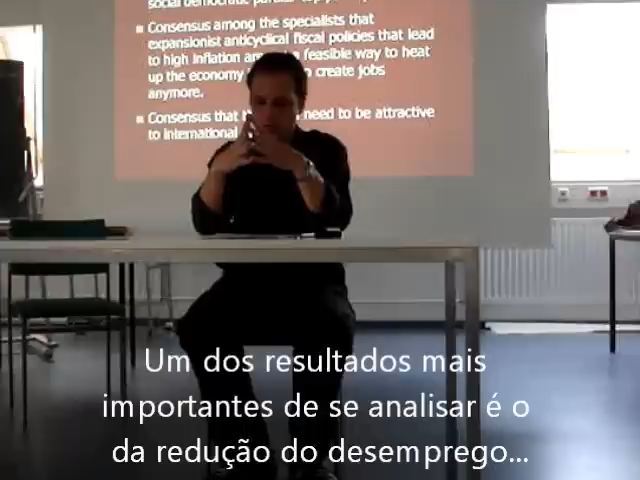 social democratic
Consensus among the specialists that
expansionist anticyclical fiscal policies that lead
to high inflation feasible way to heat
up the economy create jobs
anymore.
Consensus that need to be attractive
to international
Um dos resultados mais
importantes de se analisar é o
da redução do desemprego...